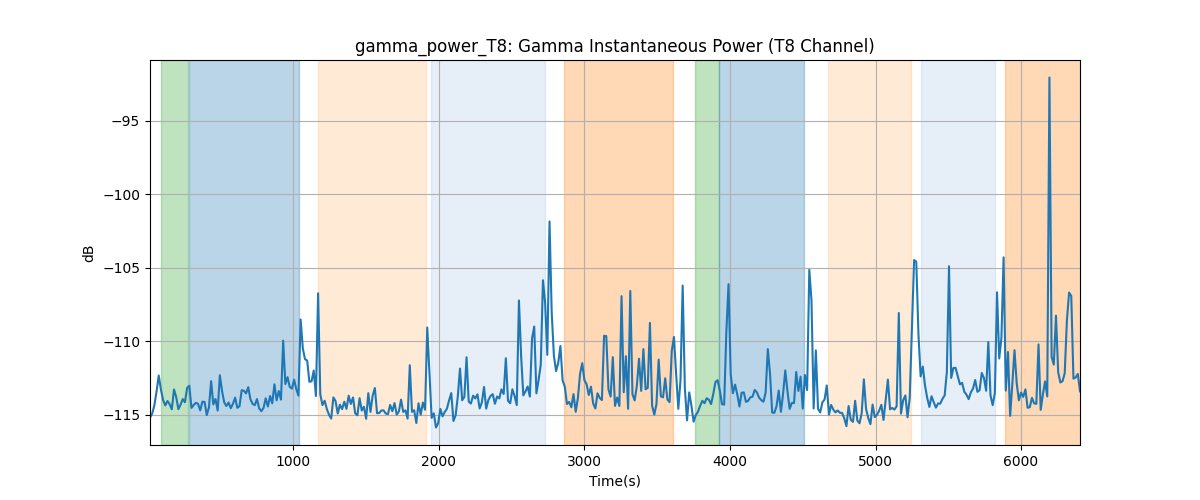 gamma_power_T8: Gamma Instantaneous Power (T8 Channel)
dB
−95
−100
−105
−110
−115
1000 2000 3000 4000 5000 6000
Time(s)